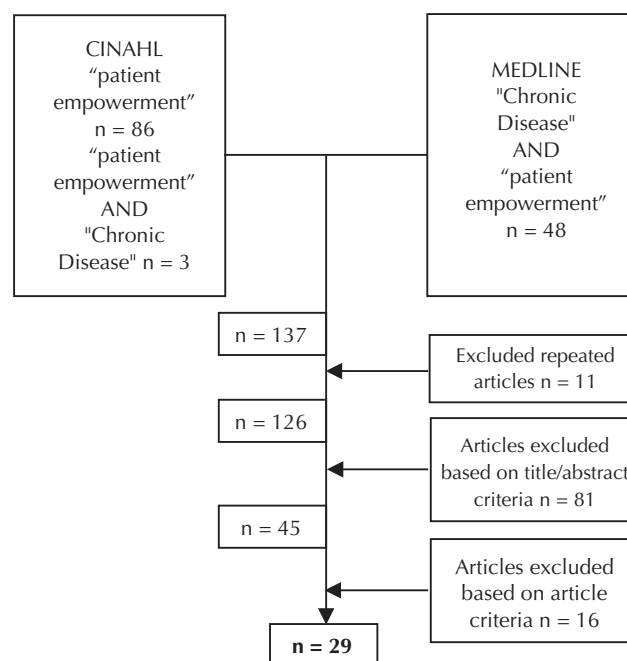 CINAHL
“patient
empowerment”
n = 86
“patient
empowerment”
AND
"Chronic
Disease" n = 3
MEDLINE
"Chronic
Disease"
AND
“patient
empowerment”
n = 48
n = 137
Excluded repeated
articles n = 11
n = 126
Articles excluded
based on title/abstract
criteria n = 81
n = 45
Articles excluded
based on article
criteria n = 16
n = 29